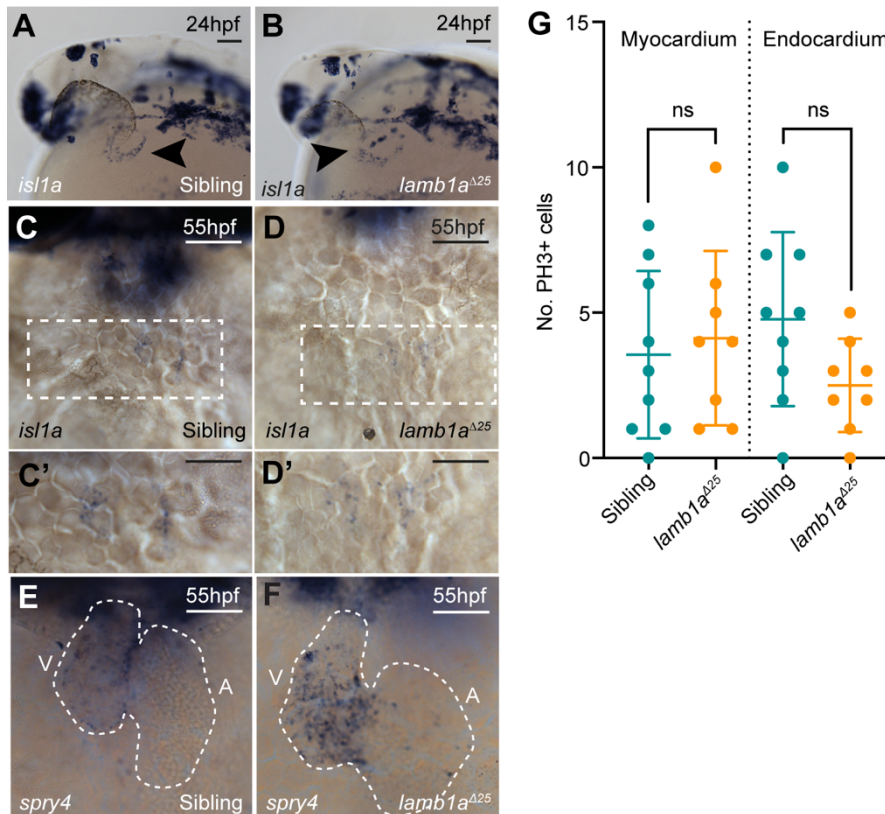 A 24hpf
isl1a Sibling
B 24hpf
isl1a lamb1aΔ25
C 55hpf
isl1a Sibling
D 55hpf
isl1a lamb1aΔ25
C’
D’
E 55hpf
V
A
spry4 Sibling
F 55hpf
V
A
spry4 lamb1aΔ25
G
Myocardium Endocardium
ns ns
No. PH3+ cells
15
10
5
0
Sibling
lamb1aΔ25
Sibling
lamb1aΔ25